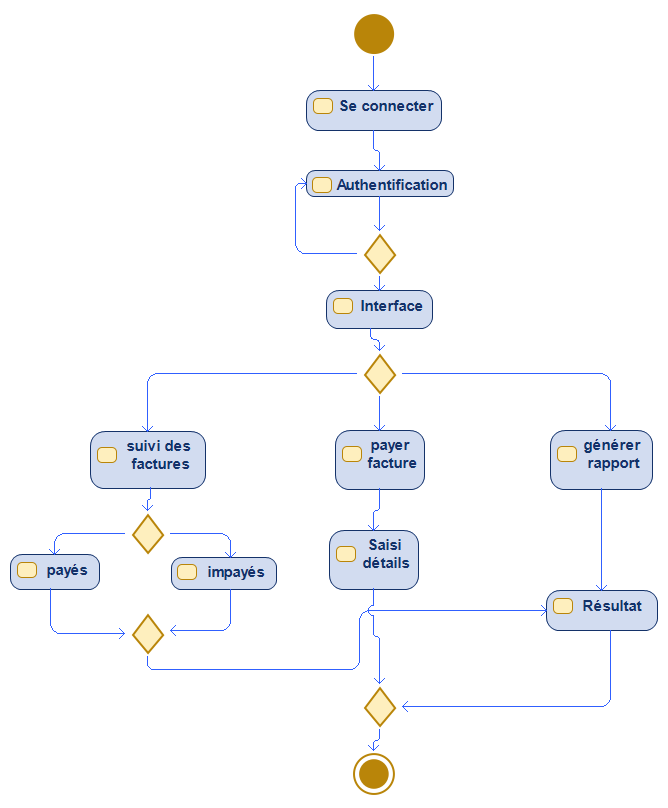 Se connecter
Authentification
Interface
suivi des
factures
payer
facture
générer
rapport
Saisi
détails
payés
impayés
Résultat